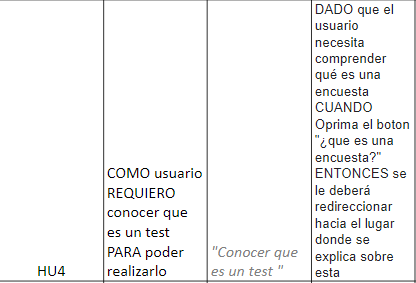 HU4
COMO usuario
REQUIERO
conocer que
es un test
PARA poder
realizarlo
"Conocer que
es un test "
DADO que el
usuario
necesita
comprender
qué es una
encuesta
CUANDO
Oprima el boton
"¿que es una
encuesta?"
ENTONCES se
le deberá
redireccionar
hacia el lugar
donde se
explica sobre
esta